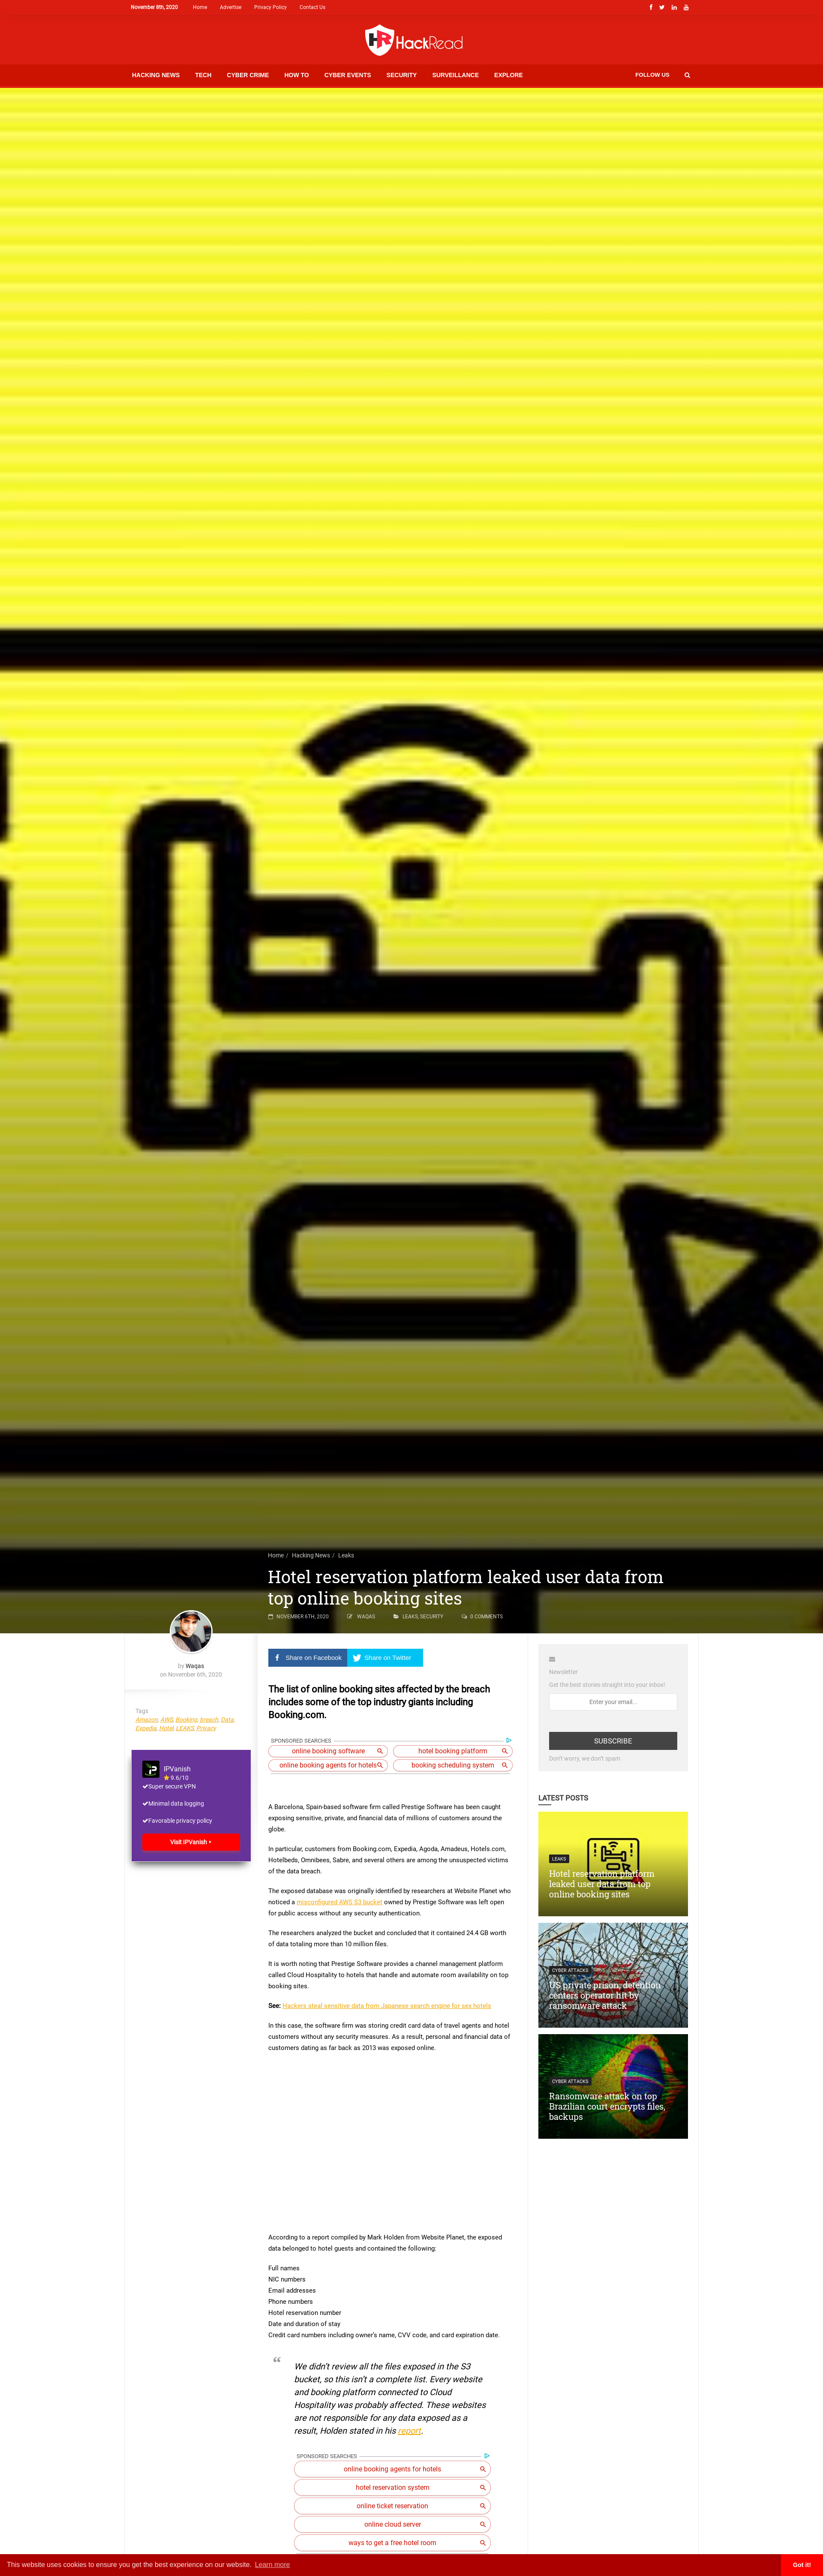 November 8th, 2020 Home Advertise Privacy Policy Contact Us
HR HackRead
HACKING NEWS TECH CYBER CRIME HOW TO CYBER EVENTS SECURITY SURVEILLANCE EXPLORE FOLLOW US
Home / Hacking News / Leaks
Hotel reservation platform leaked user data from
top online booking sites
NOVEMBER 6TH, 2020 WAQAS LEAKS, SECURITY 0 COMMENTS
by Waqas
on November 6th, 2020
Tags
Amazon, AWS, Booking, breach, Data,
Expedia, Hotel, LEAKS, Privacy
IPVanish
9.6/10
Super secure VPN
Minimal data logging
Favorable privacy policy
Visit IPVanish
Share on Facebook Share on Twitter
The list of online booking sites affected by the breach
includes some of the top industry giants including
Booking.com.
SPONSORED SEARCHES
online booking software hotel booking platform
online booking agents for hotels booking scheduling system
A Barcelona, Spain-based software firm called Prestige Software has been caught
exposing sensitive, private, and financial data of millions of customers around the
globe.
In particular, customers from Booking.com, Expedia, Agoda, Amadeus, Hotels.com,
Hotelbeds, Omnibees, Sabre, and several others are among the unsuspected victims
of the data breach.
The exposed database was originally identified by researchers at Website Planet who
noticed a misconfigured AWS S3 bucket owned by Prestige Software was left open
for public access without any security authentication.
The researchers analyzed the bucket and concluded that it contained 24.4 GB worth
of data totaling more than 10 million files.
It is worth noting that Prestige Software provides a channel management platform
called Cloud Hospitality to hotels that handle and automate room availability on top
booking sites.
See: Hackers steal sensitive data from Japanese search engine for sex hotels
In this case, the software firm was storing credit card data of travel agents and hotel
customers without any security measures. As a result, personal and financial data of
customers dating as far back as 2013 was exposed online.
According to a report compiled by Mark Holden from Website Planet, the exposed
data belonged to hotel guests and contained the following:
Full names
NIC numbers
Email addresses
Phone numbers
Hotel reservation number
Date and duration of stay
Credit card numbers including owner's name, CVV code, and card expiration date.
“ We didn't review all the files exposed in the S3
bucket, so this isn't a complete list. Every website
and booking platform connected to Cloud
Hospitality was probably affected. These websites
are not responsible for any data exposed as a
result, Holden stated in his report.
SPONSORED SEARCHES
online booking agents for hotels
hotel reservation system
online ticket reservation
online cloud server
ways to get a free hotel room
Newsletter
Get the best stories straight into your inbox!
Enter your email...
SUBSCRIBE
Don't worry, we don't spam
LATEST POSTS
LEAKS
Hotel reservation platform
leaked user data from top
online booking sites
CYBER ATTACKS
US private prison, detention
centers operator hit by
ransomware attack
CYBER ATTACKS
Ransomware attack on top
Brazilian court encrypts files,
backups
This website uses cookies to ensure you get the best experience on our website. Learn more Got it!